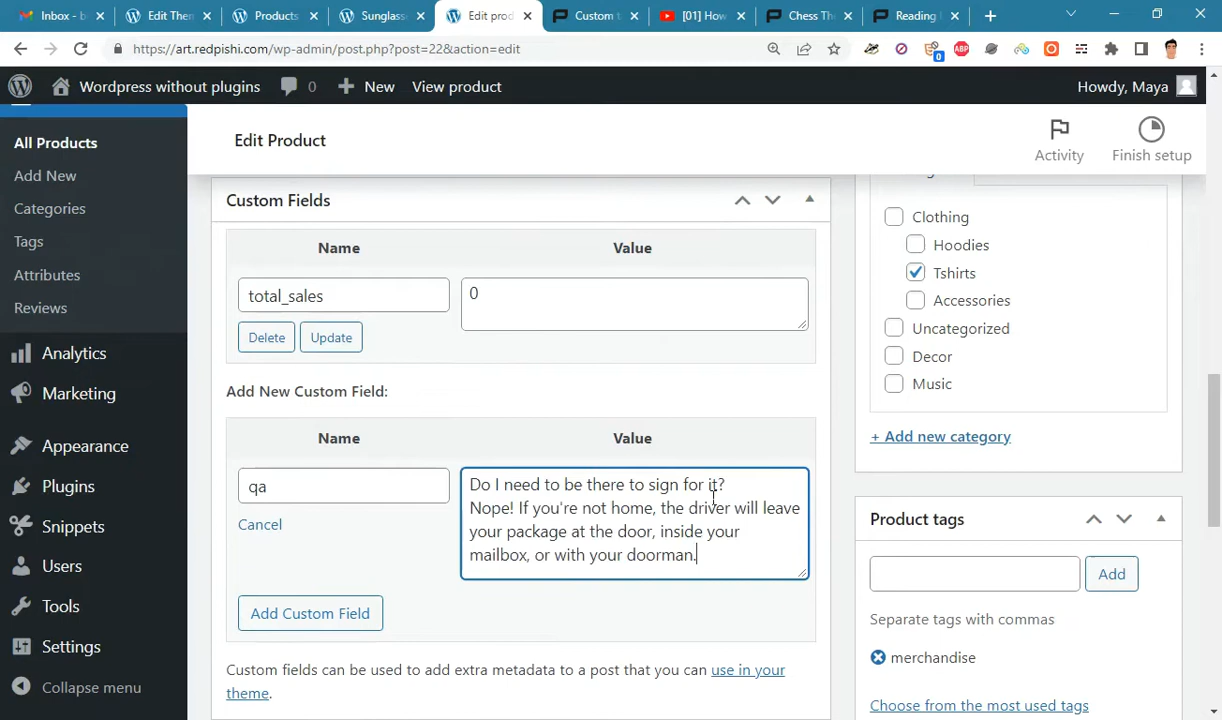 Inbox - b
Edit Then
Products
Sunglass
Edit prod
Custom t
[01] How
Chess Th
Reading
https://art.redpishi.com/wp-admin/post.php?post=22&action=edit
0
ABP
Wordpress without plugins
0
New
View product
Howdy, Maya
All Products
Add New
Categories
Tags
Attributes
Reviews
Analytics
Marketing
Appearance
Plugins
Snippets
Users
Tools
Settings
Collapse menu
Edit Product
Activity
Finish setup
Custom Fields
Name
Value
total_sales
0
Delete
Update
Add New Custom Field:
Name
Value
qa
Do I need to be there to sign for it?
Nope! If you're not home, the driver will leave
your package at the door, inside your
mailbox, or with your doorman.
Cancel
Add Custom Field
Custom fields can be used to add extra metadata to a post that you can use in your
theme.
Clothing
Hoodies
Tshirts
Accessories
Uncategorized
Decor
Music
+ Add new category
Product tags
Add
Separate tags with commas
merchandise
Choose from the most used tags